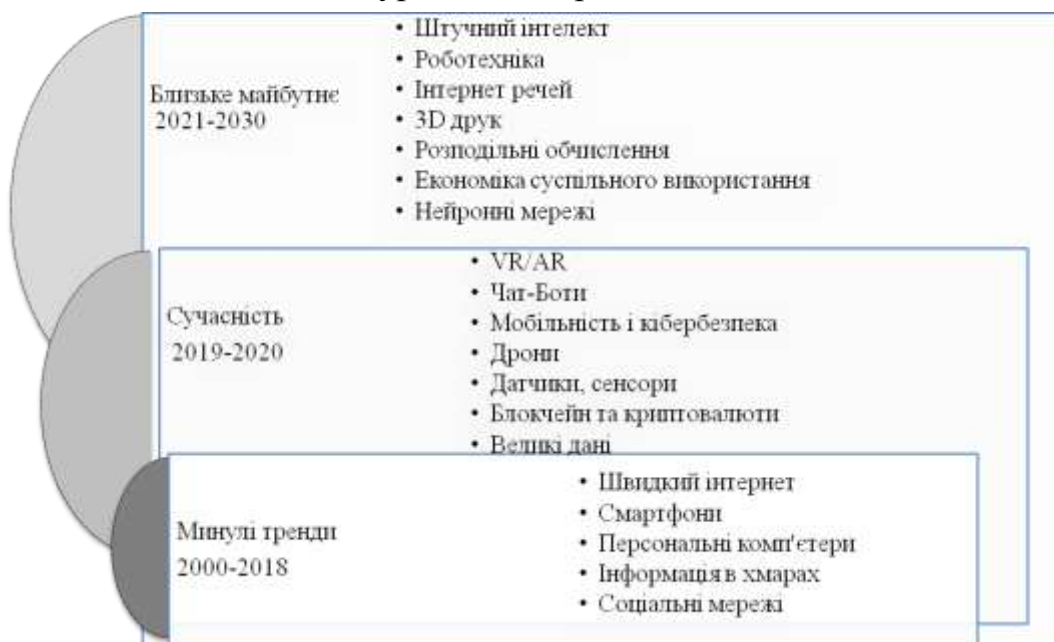 • Штучний інтелект
• Роботехніка
• Інтернет речей
• 3D друк
• Розподільні обчислення
• Економіка суспільного використання
• Нейронні мережі
Близьке майбутнє
2021-2030
• VR/AR
• Чат-Боти
• Мобільність і кібербезпека
• Дрони
• Датчики, сенсори
• Блокчейн та криптовалюти
• Великі дані
Сучасність
2019-2020
• Швидкий інтернет
• Смартфони
• Персональні комп'єтери
• Інформація в хмарах
• Соціальні мережі
Минулі тренди
2000-2018